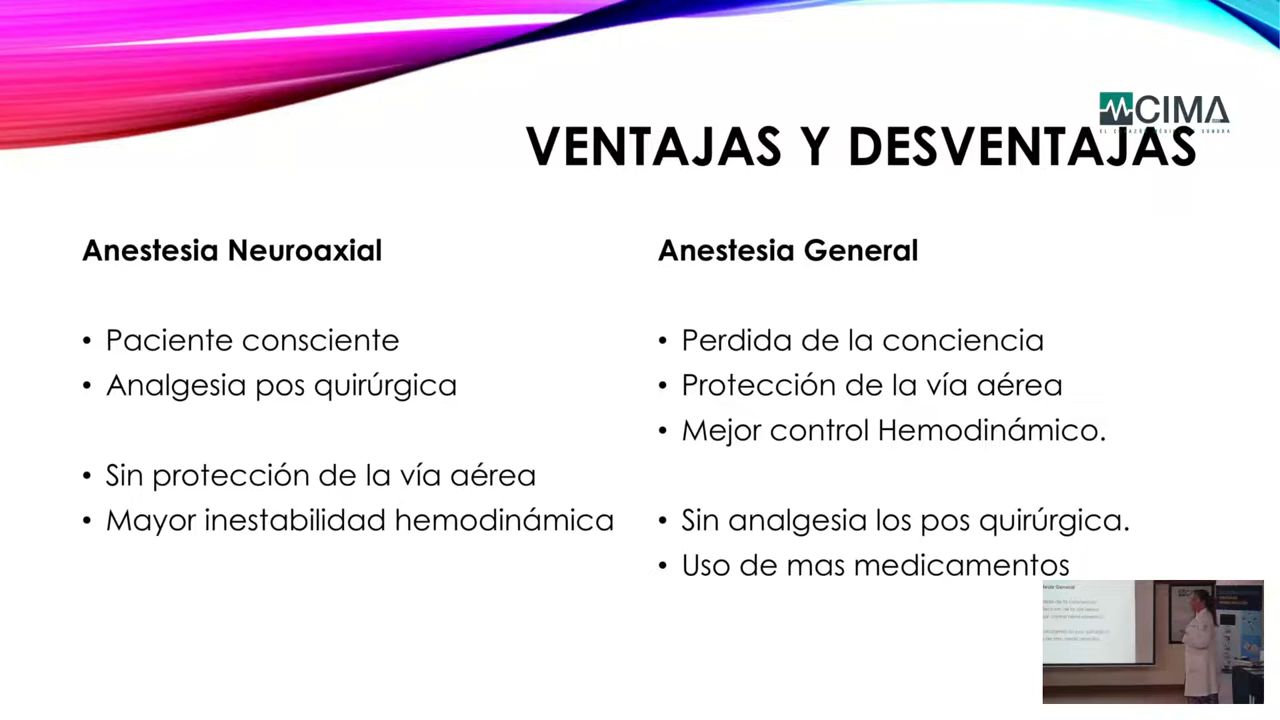 CIMA
VENTAJAS Y DESVENTAJAS
Anestesia Neuroaxial
• Paciente consciente
• Analgesia pos quirúrgica
• Sin protección de la vía aérea
• Mayor inestabilidad hemodinámica
Anestesia General
• Perdida de la conciencia
• Protección de la vía aérea
• Mejor control Hemodinámico.
• Sin analgesia los pos quirúrgica.
• Uso de mas medicamentos